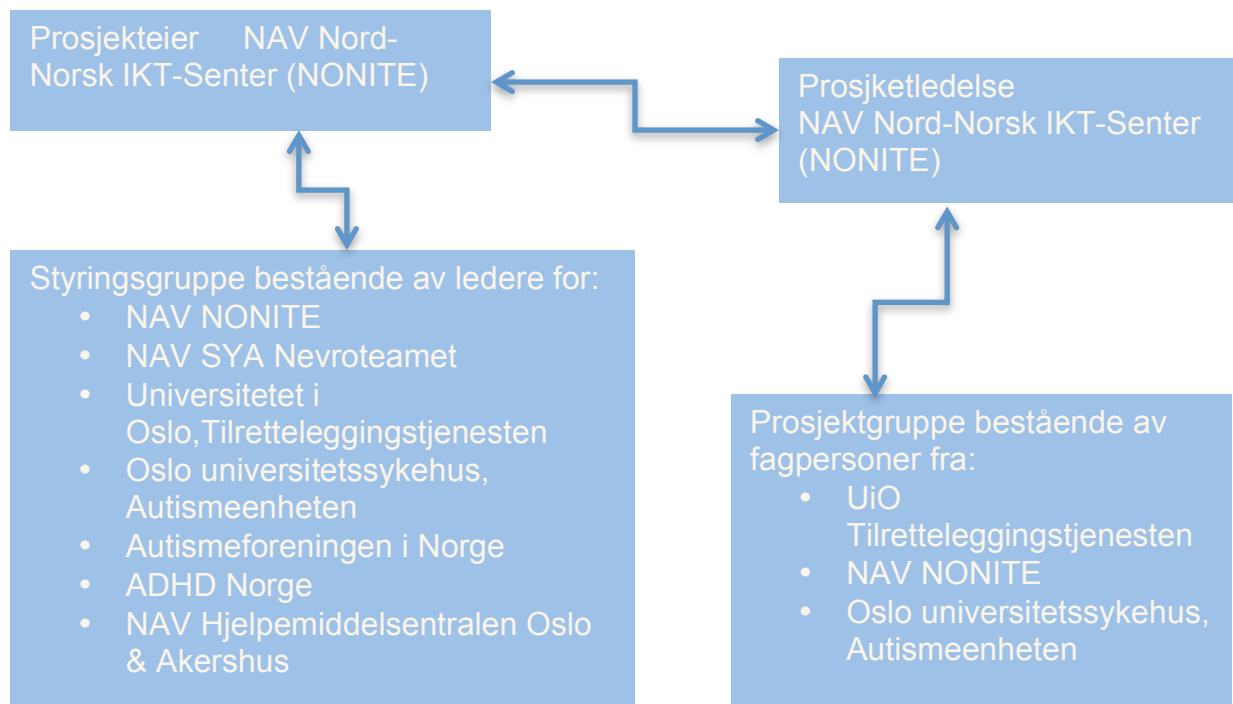 Prosjekteier NAV Nord-
Norsk IKT-Senter (NONITE)
Prosjketledelse
NAV Nord-Norsk IKT-Senter
(NONITE)
Styringsgruppe bestående av ledere for:
• NAV NONITE
• NAV SYA Nevroteamet
• Universitetet i
Oslo,Tilretteleggingstjenesten
• Oslo universitetssykehus,
Autismeenheten
• Autismeforeningen i Norge
• ADHD Norge
• NAV Hjelpemiddelsentralen Oslo
& Akershus
Prosjektgruppe bestående av
fagpersoner fra:
• UiO
Tilretteleggingstjenesten
• NAV NONITE
• Oslo universitetssykehus,
Autismeenheten